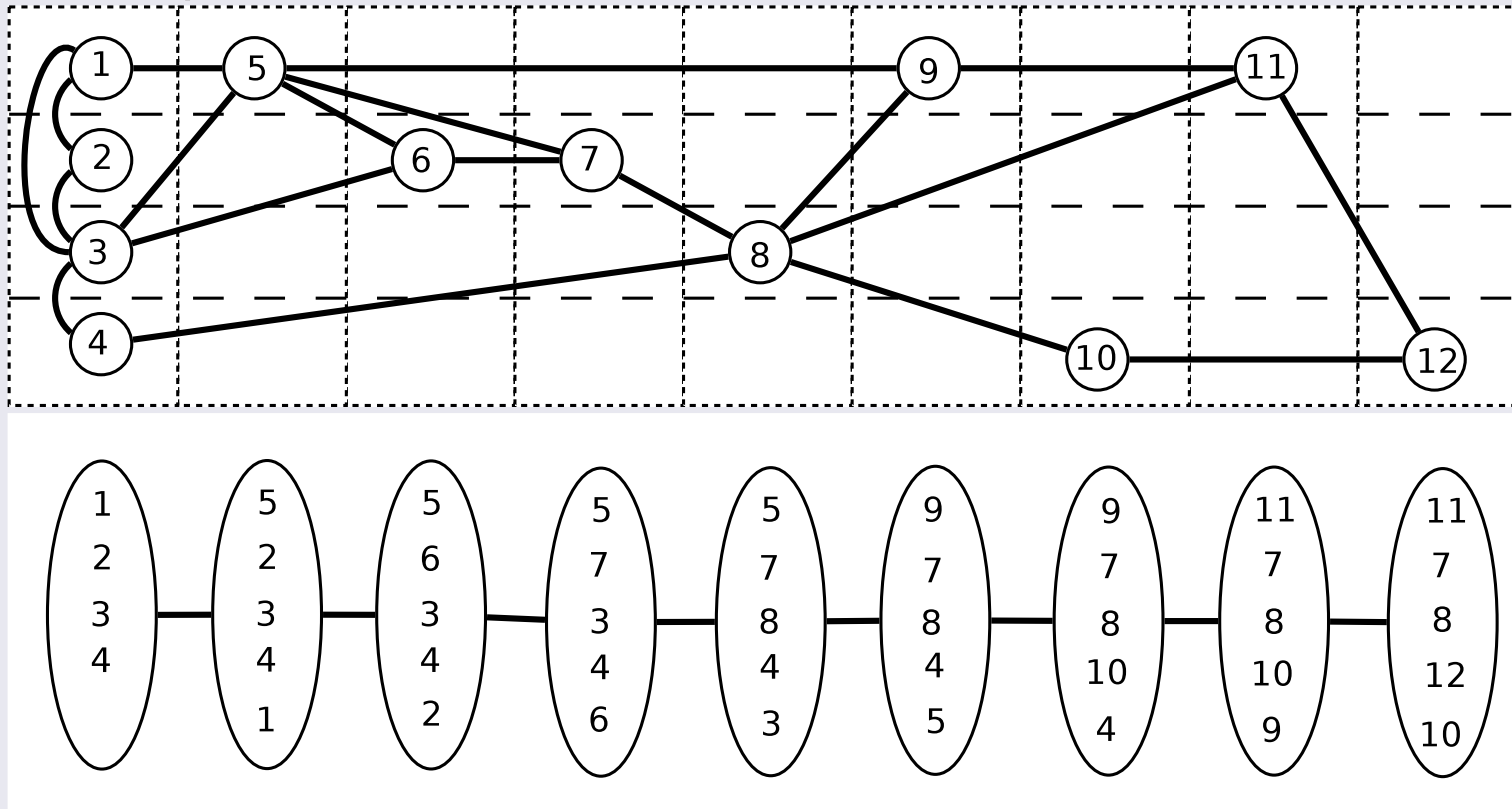 1 5 9 11
2 6 7
3 8
4 10 12
1 5 5 5 5 9 9 11 11
2 2 6 7 7 7 7 7 7
3 3 3 3 8 8 8 8 8
4 4 4 4 4 4 10 10 12
1 2 6 3 5 4 9 10